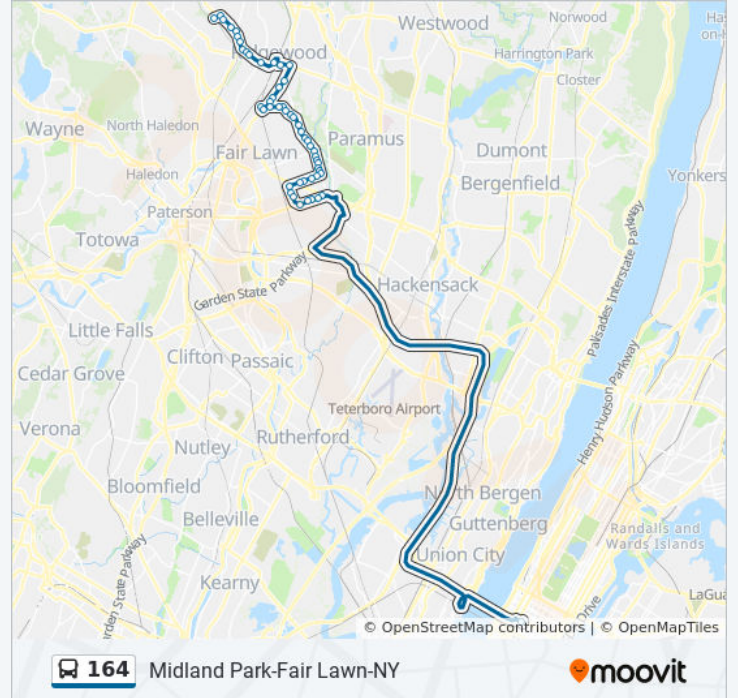 Westwood
Norwood
Ridgewood
Harrington Park
Closter
Wayne
North Haledon
Paramus
Fair Lawn
Dumont
Haledon
Bergenfield
Yonkers
Paterson
Totowa
Palisades Interstate Parkway
Hackensack
Garden State Parkway
Little Falls
Clifton
Passaic
Cedar Grove
Henry Hudson Parkway
Teterboro Airport
Verona
Rutherford
Nutley
Bloomfield
North Bergen
Belleville
Guttenberg
Randalls and
Wards Islands
Union City
Kearny
LaGua
rden State Parkway
Drive
© OpenStreetMap contributors | © OpenMapTiles
164 Midland Park-Fair Lawn-NY
moovit